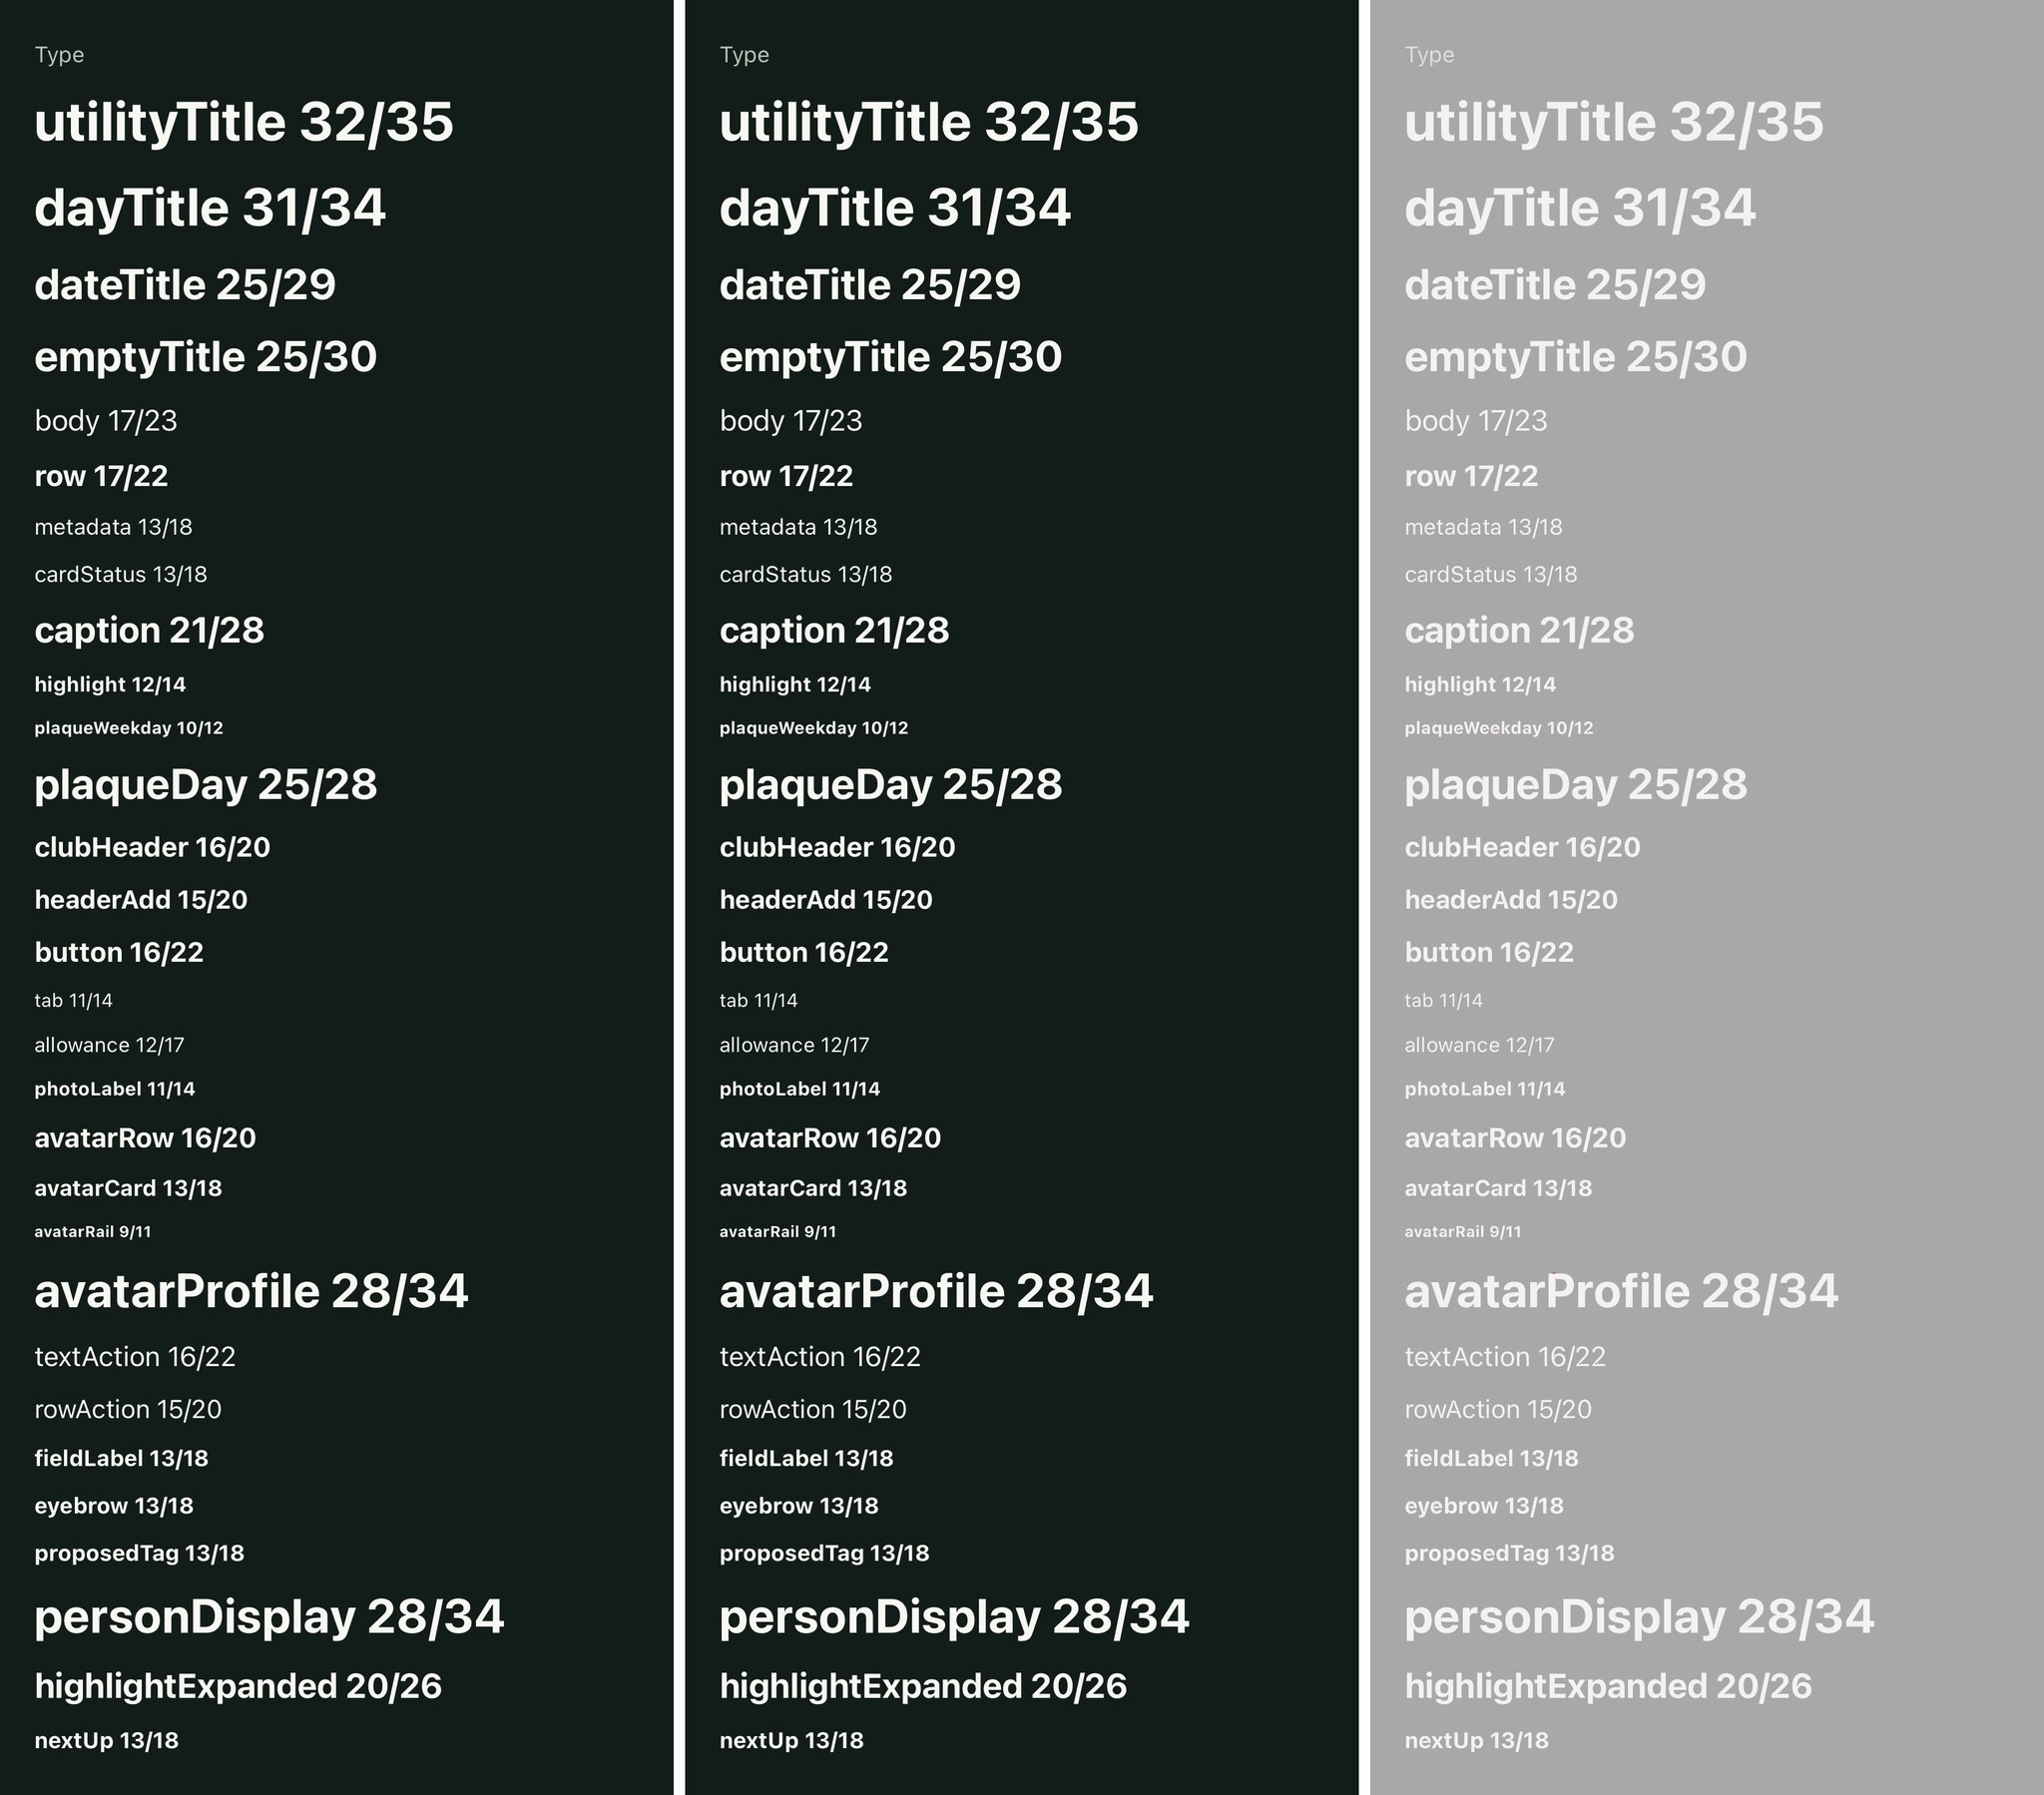 Type
utilityTitle 32/35
dayTitle 31/34
dateTitle 25/29
emptyTitle 25/30
body 17/23
row 17/22
metadata 13/18
cardStatus 13/18
caption 21/28
highlight 12/14
plaqueWeekday 10/12
plaqueDay 25/28
clubHeader 16/20
headerAdd 15/20
button 16/22
tab 11/14
allowance 12/17
photoLabel 11/14
avatarRow 16/20
avatarCard 13/18
avatarRail 9/11
avatarProfile 28/34
textAction 16/22
rowAction 15/20
fieldLabel 13/18
eyebrow 13/18
proposedTag 13/18
personDisplay 28/34
highlightExpanded 20/26
nextUp 13/18
Type
utilityTitle 32/35
dayTitle 31/34
dateTitle 25/29
emptyTitle 25/30
body 17/23
row 17/22
metadata 13/18
cardStatus 13/18
caption 21/28
highlight 12/14
plaqueWeekday 10/12
plaqueDay 25/28
clubHeader 16/20
headerAdd 15/20
button 16/22
tab 11/14
allowance 12/17
photoLabel 11/14
avatarRow 16/20
avatarCard 13/18
avatarRail 9/11
avatarProfile 28/34
textAction 16/22
rowAction 15/20
fieldLabel 13/18
eyebrow 13/18
proposedTag 13/18
personDisplay 28/34
highlightExpanded 20/26
nextUp 13/18
Type
utilityTitle 32/35
dayTitle 31/34
dateTitle 25/29
emptyTitle 25/30
body 17/23
row 17/22
metadata 13/18
cardStatus 13/18
caption 21/28
highlight 12/14
plaqueWeekday 10/12
plaqueDay 25/28
clubHeader 16/20
headerAdd 15/20
button 16/22
tab 11/14
allowance 12/17
photoLabel 11/14
avatarRow 16/20
avatarCard 13/18
avatarRail 9/11
avatarProfile 28/34
textAction 16/22
rowAction 15/20
fieldLabel 13/18
eyebrow 13/18
proposedTag 13/18
personDisplay 28/34
highlightExpanded 20/26
nextUp 13/18